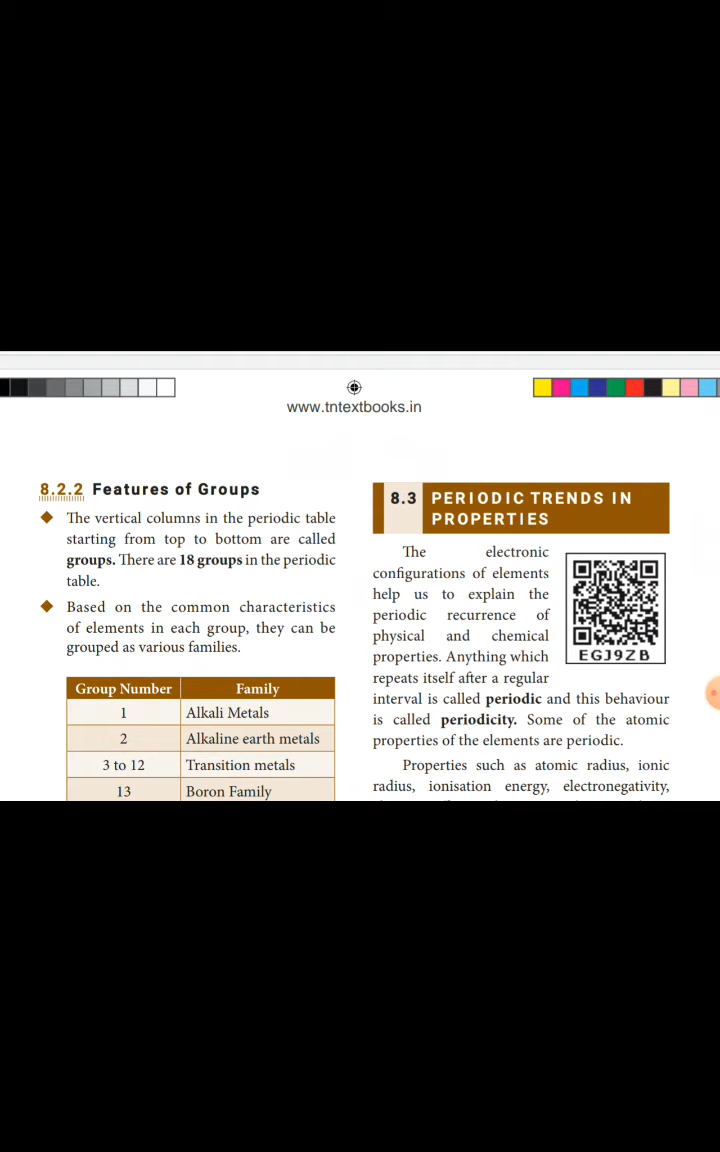 www.tntextbooks.in
8.2.2 Features of Groups
The vertical columns in the periodic table
starting from top to bottom are called
groups. There are 18 groups in the periodic
table.
Based on the common characteristics
of elements in each group, they can be
grouped as various families.
Group Number Family
1 Alkali Metals
2 Alkaline earth metals
3 to 12 Transition metals
13 Boron Family
8.3 PERIODIC TRENDS IN
PROPERTIES
The electronic
configurations of elements
help us to explain the
periodic recurrence of
physical and chemical
properties. Anything which
repeats itself after a regular
EGJ9ZB
interval is called periodic and this behaviour
is called periodicity. Some of the atomic
properties of the elements are periodic.
Properties such as atomic radius, ionic
radius, ionisation energy, electronegativity,